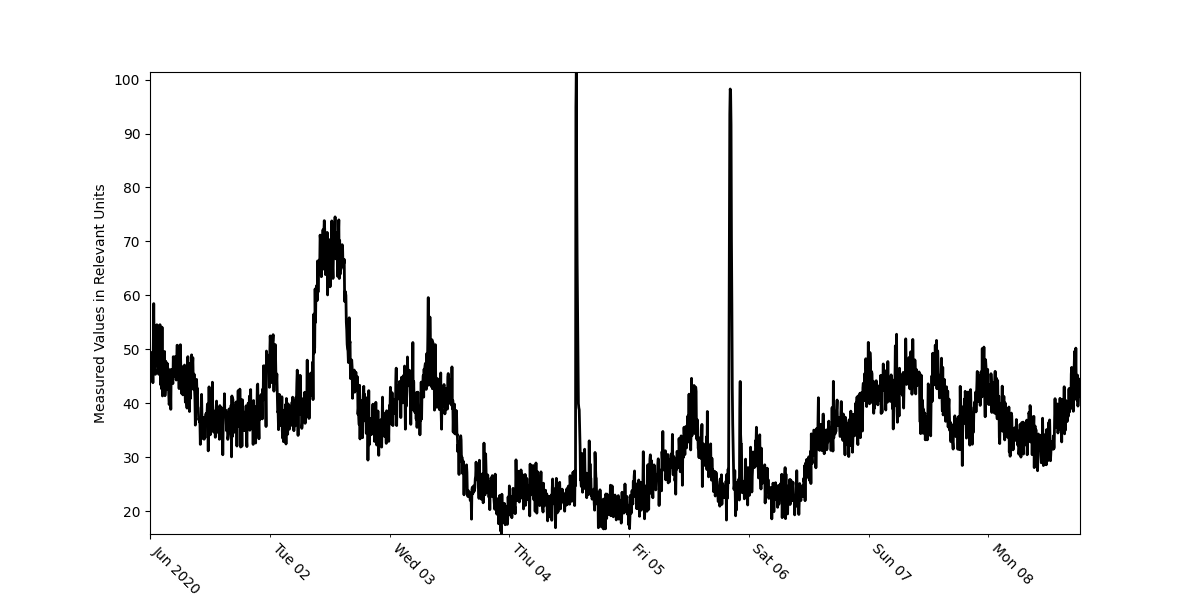 100
90
80
70
60
50
40
30
20
Measured Values in Relevant Units
Jun 2020
Tue 02
Wed 03
Thu 04
Fri 05
Sat 06
Sun 07
Mon 08